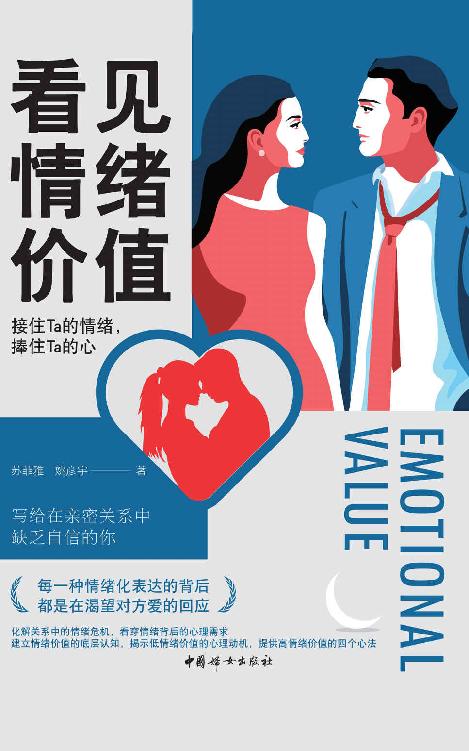 看见
情绪
价值
接住Ta的情绪，
捧住Ta的心
苏菲雅 姚彦宇——著
写给在亲密关系中
缺乏自信的你
EMOTIONAL
VALUE
每一种情绪化表达的背后
都是在渴望对方爱的回应
化解关系中的情绪危机，看穿情绪背后的心理需求
建立情绪价值的底层认知，揭示低情绪价值的心理动机，提供高情绪价值的四个心法
中国妇女出版社